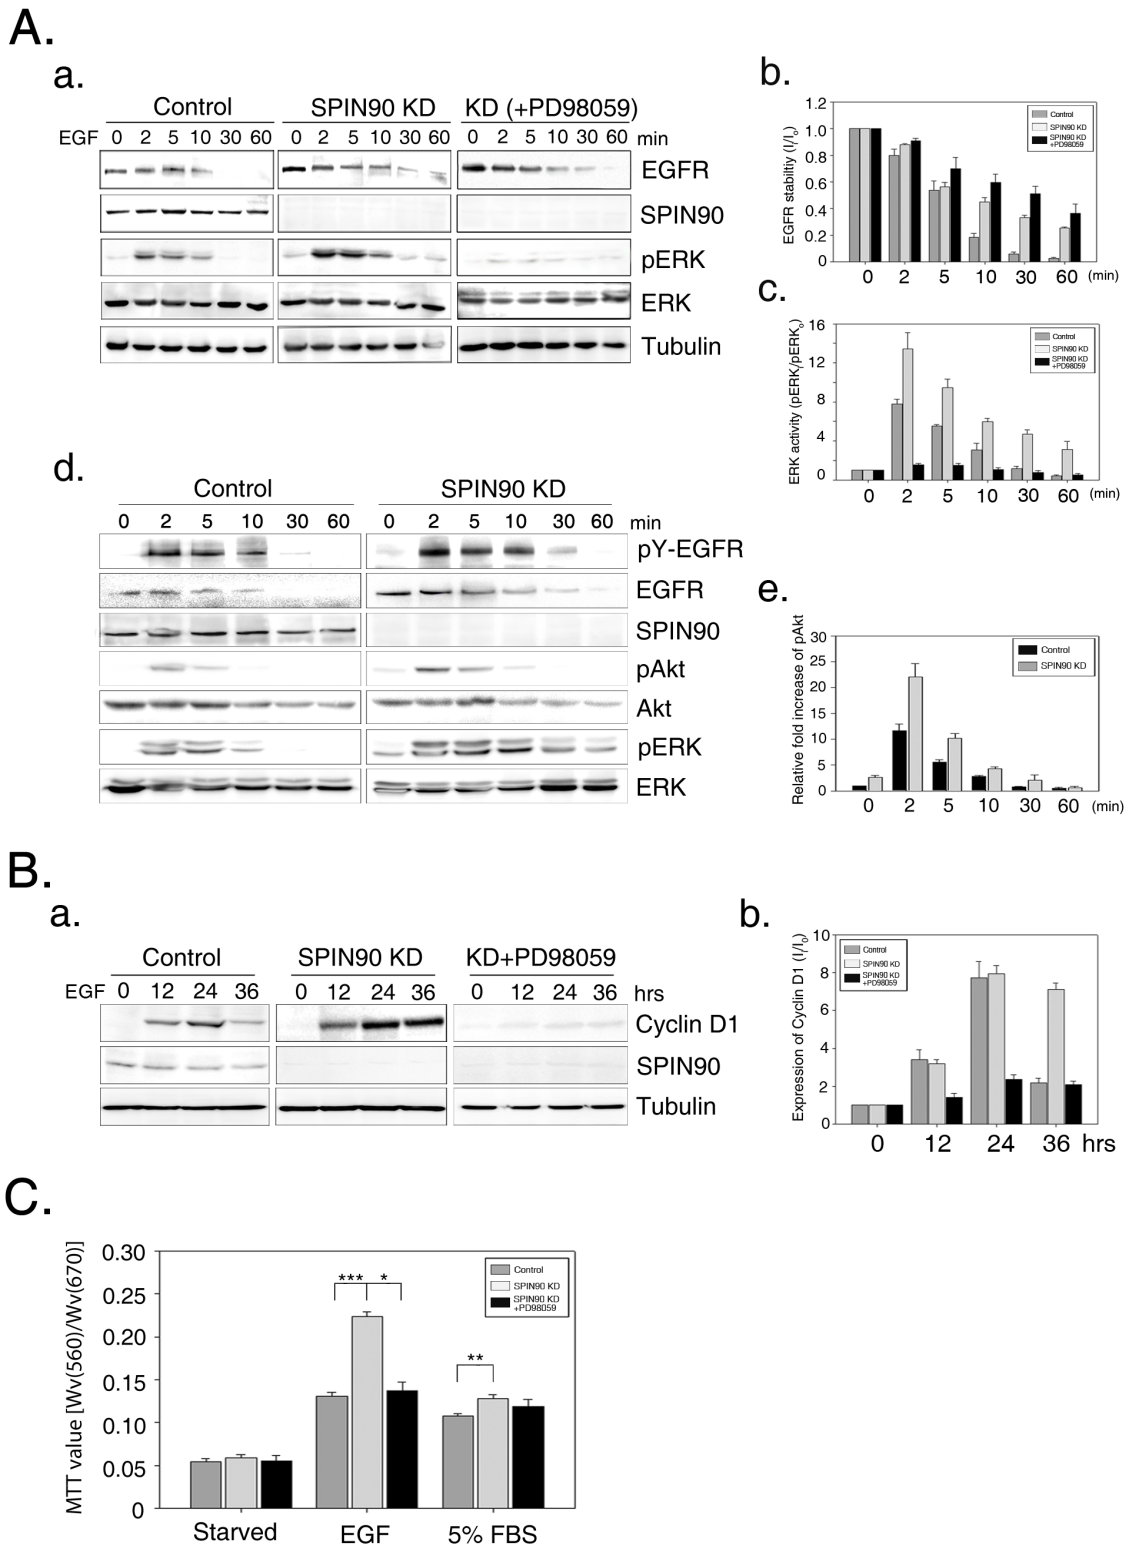 A.
a.
Control SPIN90 KD KD (+PD98059)
EGF 0 2 5 10 30 60 0 2 5 10 30 60 0 2 5 10 30 60 min
EGFR
SPIN90
pERK
ERK
Tubulin
b.
EGFR stabiltiy (Iᵢ/I₀)
1.2
1.0
0.8
0.6
0.4
0.2
0
Control
SPIN90 KD
SPIN90 KD
+PD98059
0 2 5 10 30 60 (min)
c.
ERK activity (pERK/pERK₀)
16
12
8
4
0
Control
SPIN90 KD
SPIN90 KD
+PD98059
0 2 5 10 30 60 (min)
d.
Control SPIN90 KD
0 2 5 10 30 60 0 2 5 10 30 60 min
pY-EGFR
EGFR
SPIN90
pAkt
Akt
pERK
ERK
e.
Relative fold increase of pAkt
30
25
20
15
10
5
0
Control
SPIN90 KD
0 2 5 10 30 60 (min)
B.
a.
Control SPIN90 KD KD+PD98059
EGF 0 12 24 36 0 12 24 36 0 12 24 36 hrs
Cyclin D1
SPIN90
Tubulin
b.
Expression of Cyclin D1 (Iᵢ/I₀)
10
8
6
4
2
0
Control
SPIN90 KD
SPIN90 KD
+PD98059
0 12 24 36 hrs
C.
MTT value [Wv(560)/Wv(670)]
0.30
0.25
0.20
0.15
0.10
0.05
0
Control
SPIN90 KD
SPIN90 KD
+PD98059
*** *
**
Starved EGF 5% FBS